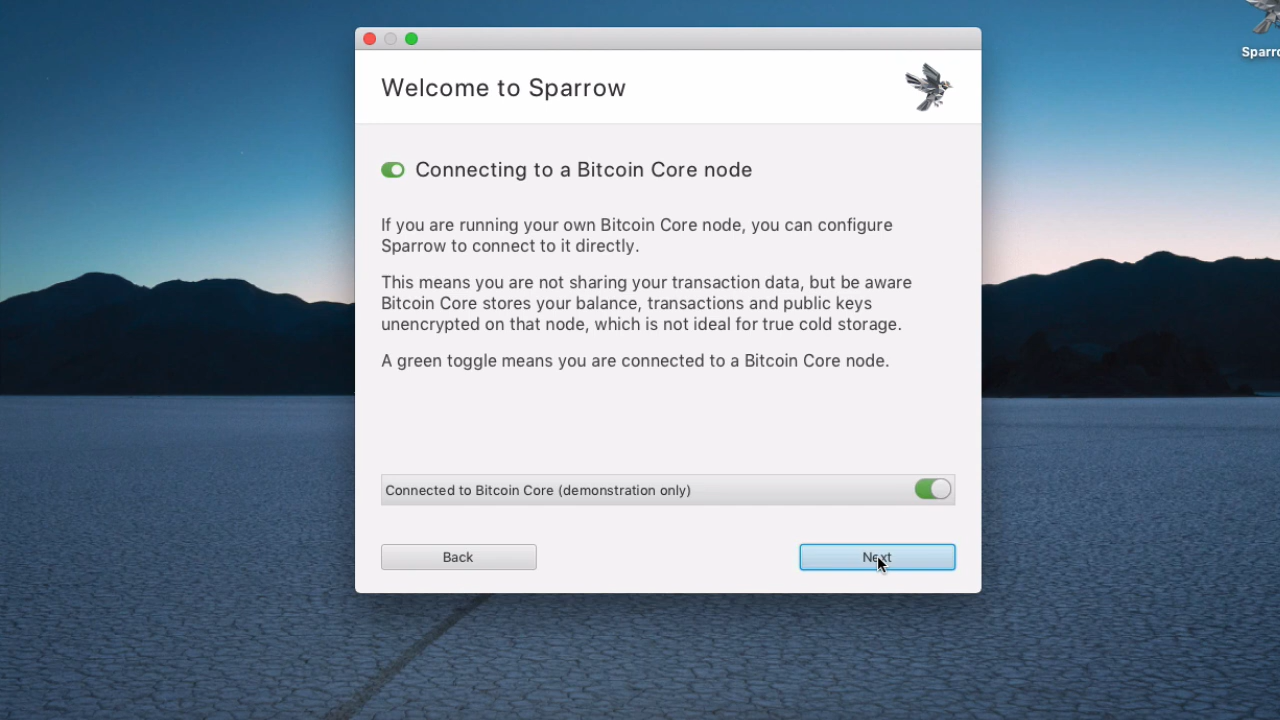 Welcome to Sparrow
Connecting to a Bitcoin Core node
If you are running your own Bitcoin Core node, you can configure
Sparrow to connect to it directly.
This means you are not sharing your transaction data, but be aware
Bitcoin Core stores your balance, transactions and public keys
unencrypted on that node, which is not ideal for true cold storage.
A green toggle means you are connected to a Bitcoin Core node.
Connected to Bitcoin Core (demonstration only)
Back
Next